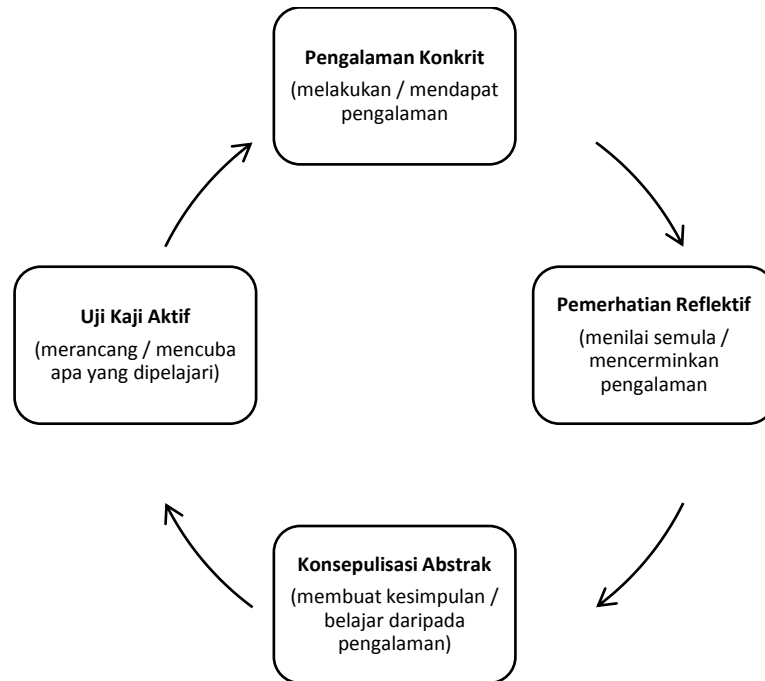 Pengalaman Konkrit
(melakukan / mendapat
pengalaman
Pemerhatian Reflektif
(menilai semula /
mencerminkan
pengalaman
Konsepulisasi Abstrak
(membuat kesimpulan /
belajar daripada
pengalaman)
Uji Kaji Aktif
(merancang / mencuba
apa yang dipelajari)